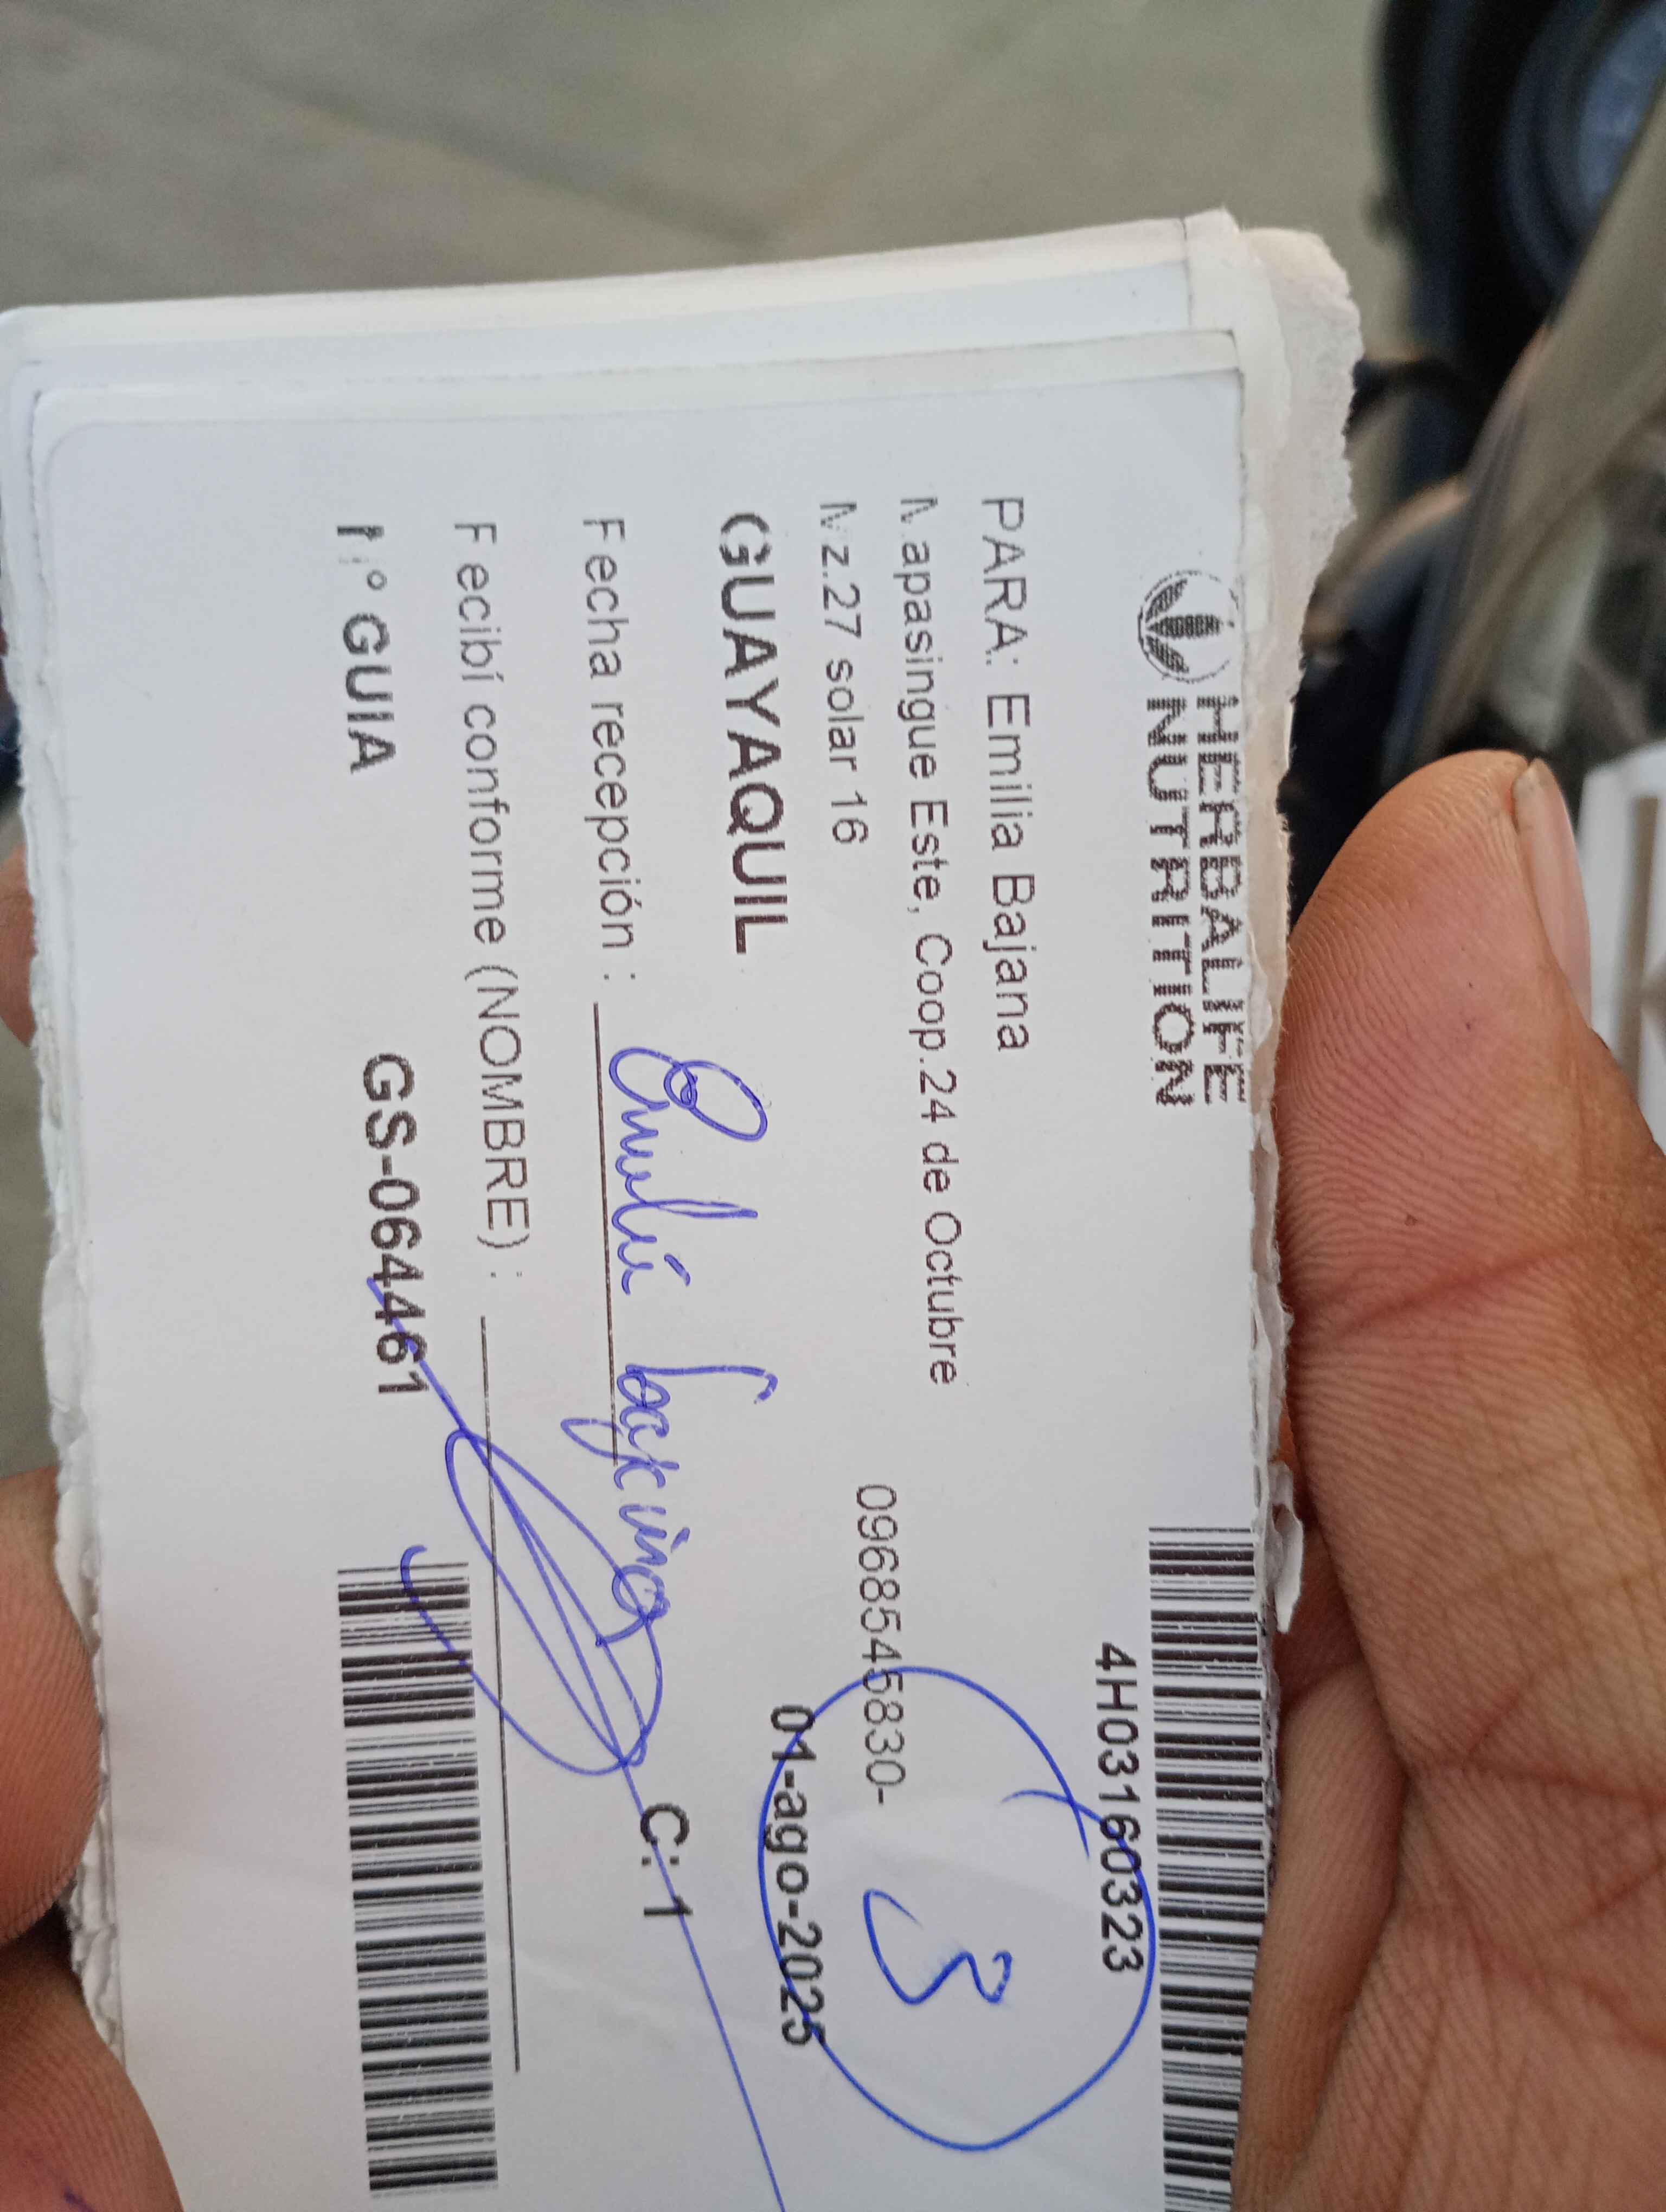 HERBALIFE
NUTRITION
4H03160323
PARA: Emilia Bajana
Mapasingue Este, Coop.24 de Octubre
Mz.27 solar 16
0968545830-
3
GUAYAQUIL
01-ago-2025
Fecha recepción :
C: 1
Recibí conforme (NOMBRE) :
N° GUIA
GS-064461